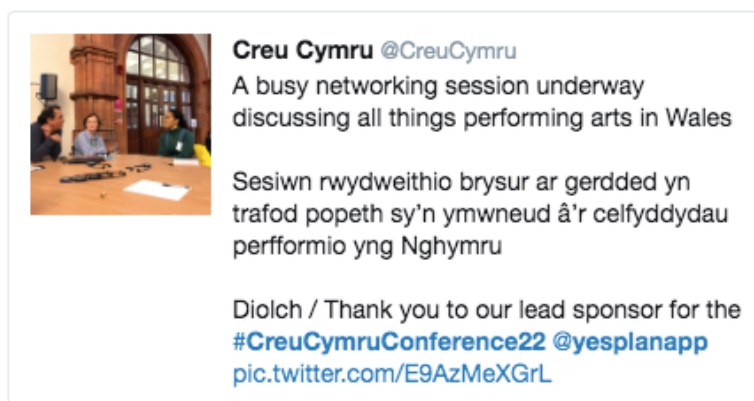 Creu Cymru @CreuCymru
A busy networking session underway
discussing all things performing arts in Wales
Sesiwn rwydweithio brysur ar gerdded yn
trafod popeth sy'n ymwneud â'r celfyddydau
perfformio yng Nghymru
Diolch / Thank you to our lead sponsor for the
#CreuCymruConference22 @yesplanapp
pic.twitter.com/E9AzMeXGrL